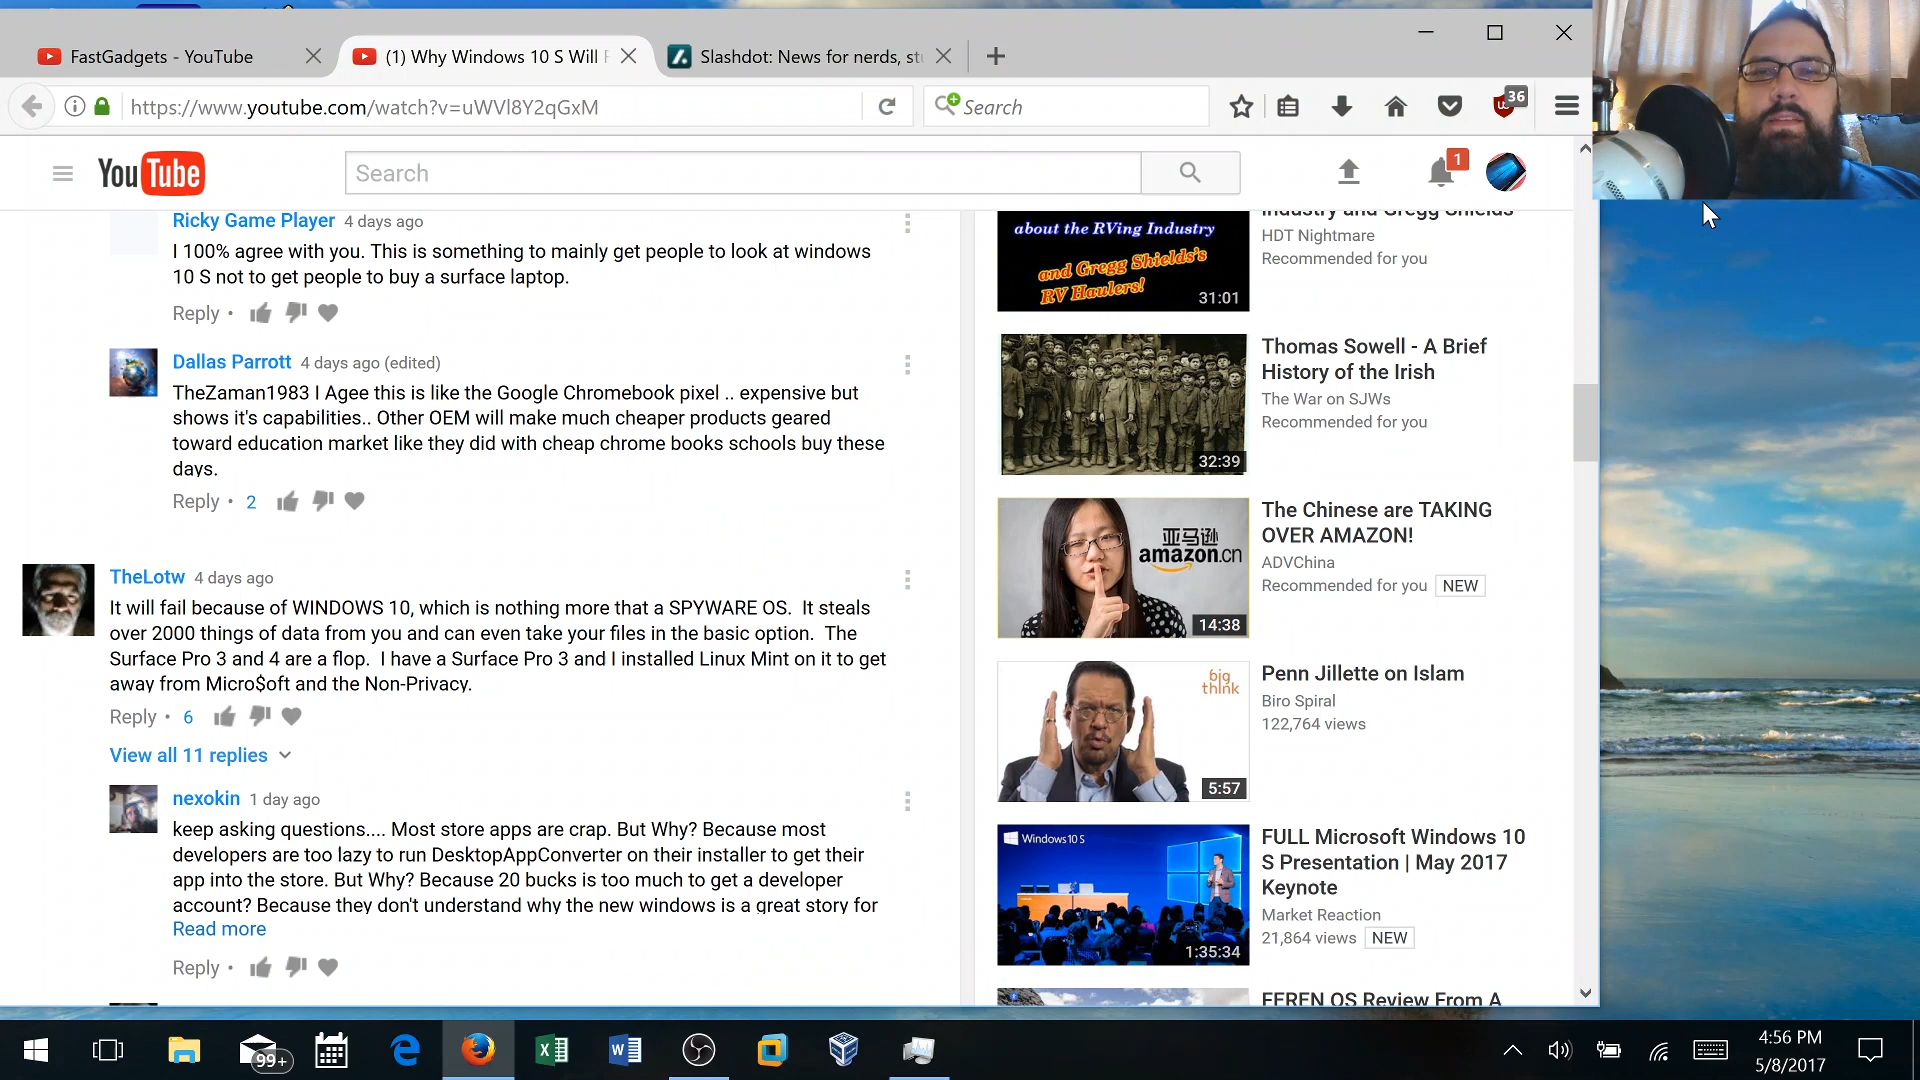 FastGadgets - YouTube
(1) Why Windows 10 S Will
Slashdot: News for nerds, st
https://www.youtube.com/watch?v=uWVl8Y2qGxM
Search
36
YouTube
Search
1
Ricky Game Player 4 days ago
I 100% agree with you. This is something to mainly get people to look at windows
10 S not to get people to buy a surface laptop.
Reply •
Dallas Parrott 4 days ago (edited)
TheZaman1983 I Agee this is like the Google Chromebook pixel .. expensive but
shows it's capabilities.. Other OEM will make much cheaper products geared
toward education market like they did with cheap chrome books schools buy these
days.
Reply • 2
TheLotw 4 days ago
It will fail because of WINDOWS 10, which is nothing more that a SPYWARE OS.  It steals
over 2000 things of data from you and can even take your files in the basic option.  The
Surface Pro 3 and 4 are a flop.  I have a Surface Pro 3 and I installed Linux Mint on it to get
away from Micro$oft and the Non-Privacy.
Reply • 6
View all 11 replies
nexokin 1 day ago
keep asking questions.... Most store apps are crap. But Why? Because most
developers are too lazy to run DesktopAppConverter on their installer to get their
app into the store. But Why? Because 20 bucks is too much to get a developer
account? Because they don't understand why the new windows is a great story for
Read more
Reply •
about the RVing Industry
and Gregg Shields's
RV Haulers!
31:01
Industry and Gregg Shields
HDT Nightmare
Recommended for you
32:39
Thomas Sowell - A Brief
History of the Irish
The War on SJWs
Recommended for you
亚马逊
amazon.cn
14:38
The Chinese are TAKING
OVER AMAZON!
ADVChina
Recommended for you NEW
big
think
5:57
Penn Jillette on Islam
Biro Spiral
122,764 views
Windows 10 S
1:35:34
FULL Microsoft Windows 10
S Presentation | May 2017
Keynote
Market Reaction
21,864 views NEW
FEREN OS Review From A
99+
4:56 PM
5/8/2017